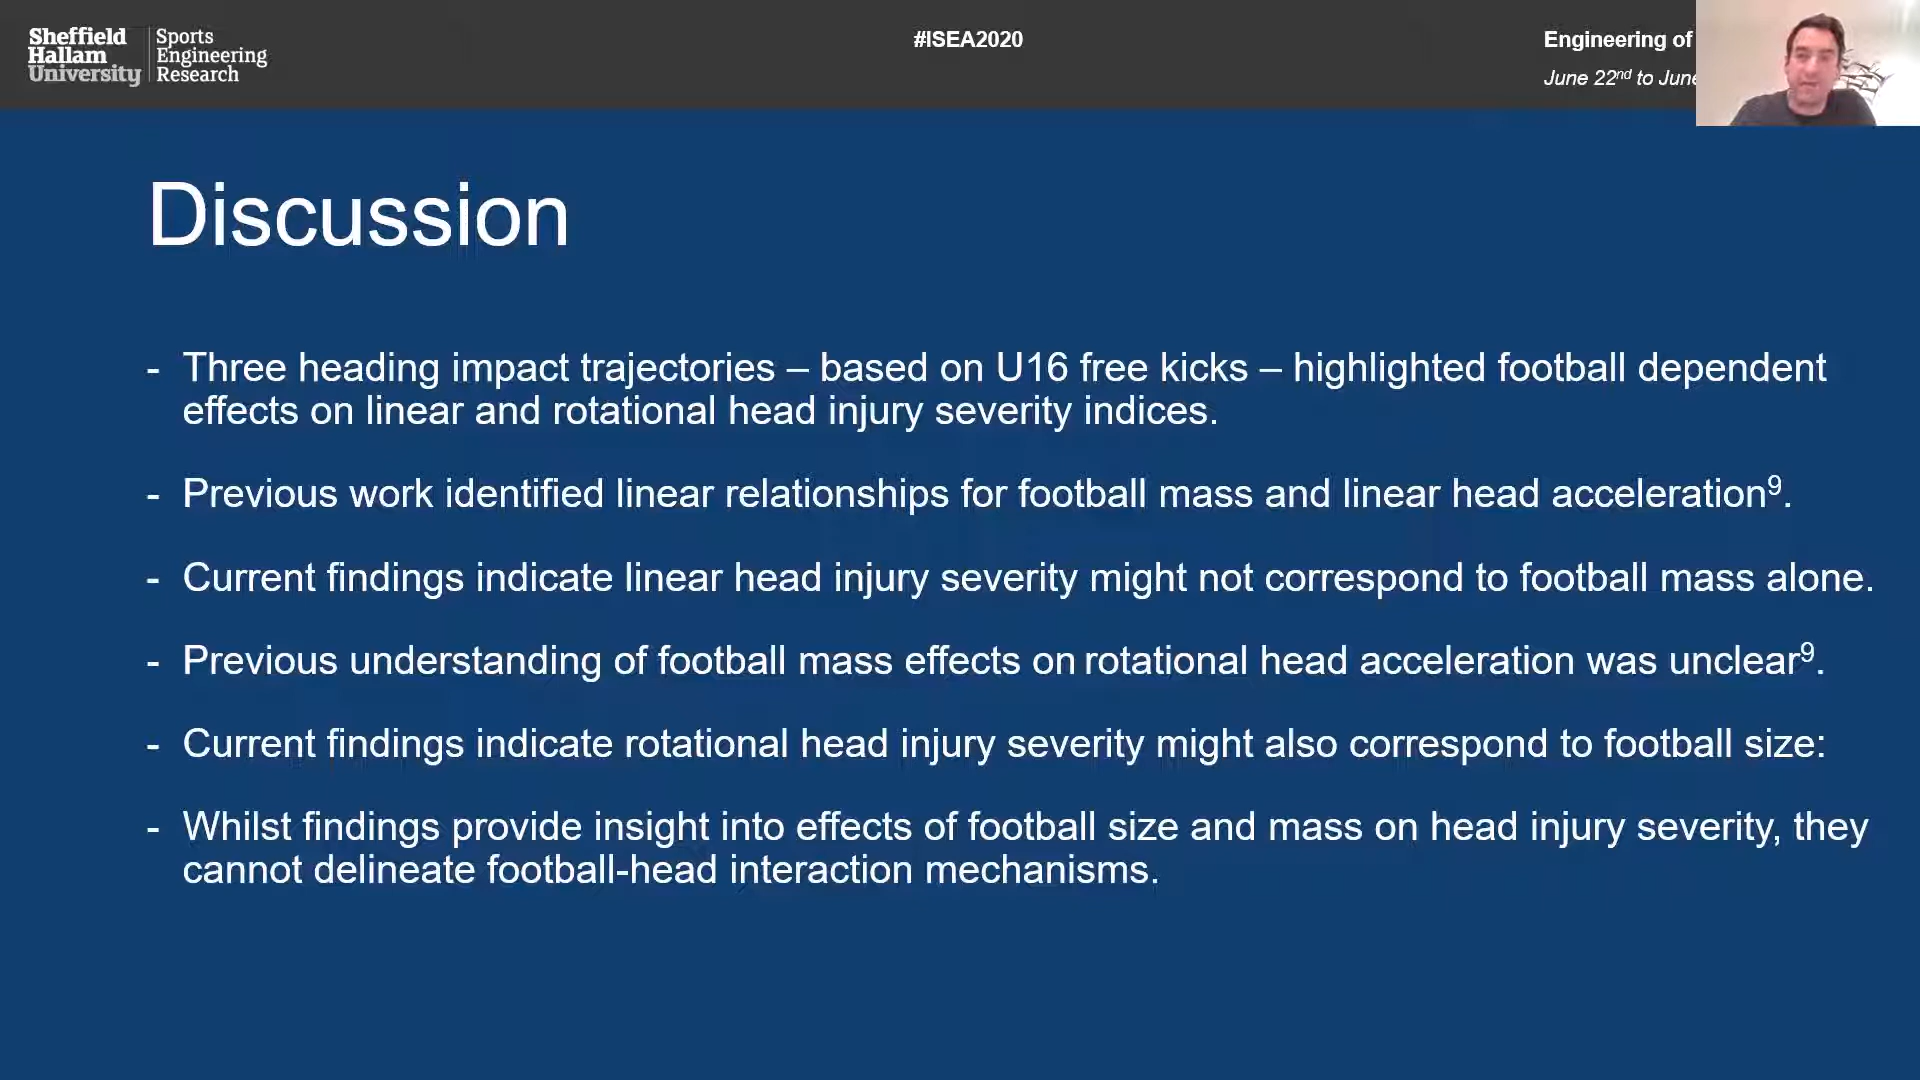 Sheffield
Hallam
University
Sports
Engineering
Research
#ISEA2020
Engineering of
June 22nd to June
Discussion
- Three heading impact trajectories – based on U16 free kicks – highlighted football dependent
effects on linear and rotational head injury severity indices.
- Previous work identified linear relationships for football mass and linear head acceleration⁹.
- Current findings indicate linear head injury severity might not correspond to football mass alone.
- Previous understanding of football mass effects on rotational head acceleration was unclear⁹.
- Current findings indicate rotational head injury severity might also correspond to football size:
- Whilst findings provide insight into effects of football size and mass on head injury severity, they
cannot delineate football-head interaction mechanisms.